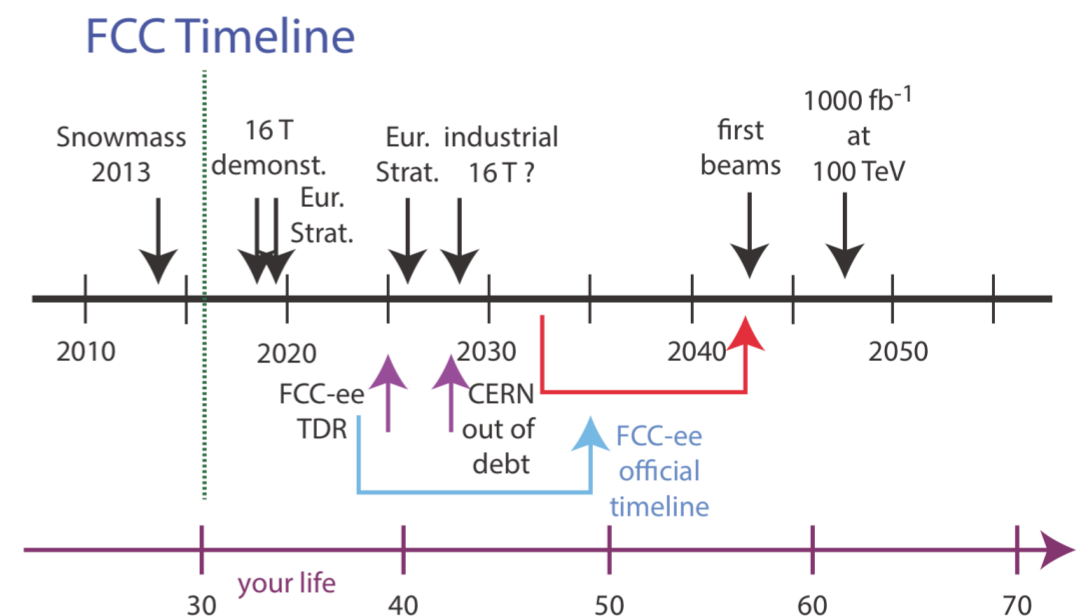 FCC Timeline
Snowmass
2013
16 T
demonst.
Eur.
Strat.
Eur.
Strat.
industrial
16 T ?
first
beams
1000 fb⁻¹
at
100 TeV
2010
2020
2030
2040
2050
FCC-ee
TDR
CERN
out of
debt
FCC-ee
official
timeline
your life
30
40
50
60
70